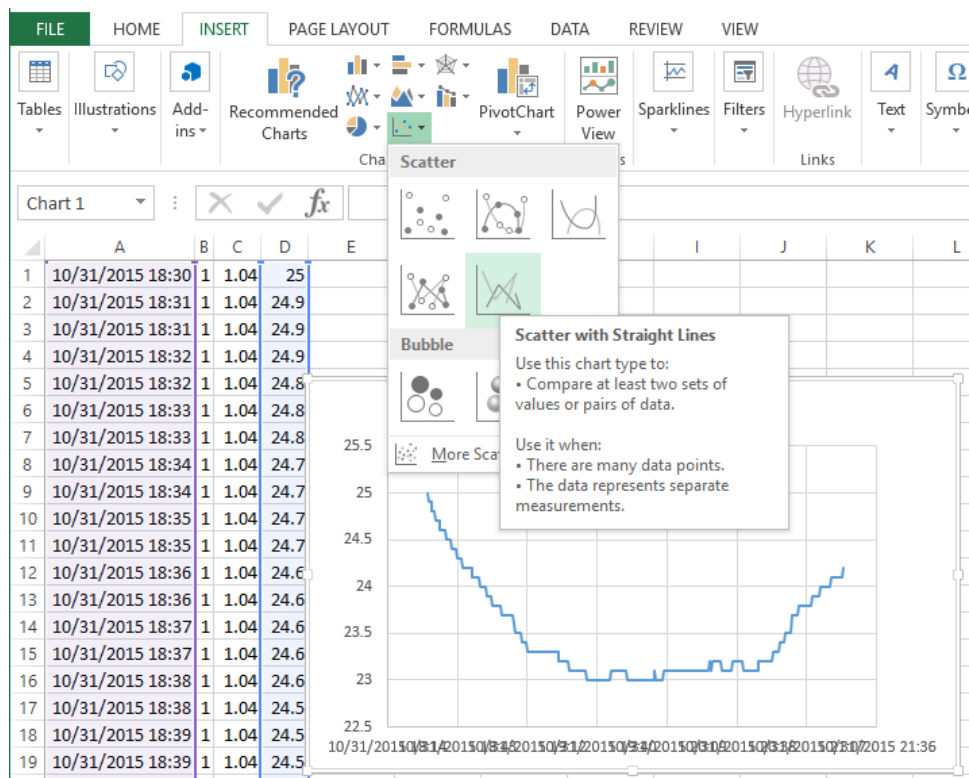 FILE HOME INSERT PAGE LAYOUT FORMULAS DATA REVIEW VIEW
Tables Illustrations Add-ins Recommended Charts PivotChart Power View Sparklines Filters Hyperlink Text
Links
Scatter
Chart 1 fx
A B C D E I J K L
1 10/31/2015 18:30 1 1.04 25
2 10/31/2015 18:31 1 1.04 24.9
3 10/31/2015 18:31 1 1.04 24.9
4 10/31/2015 18:32 1 1.04 24.9
5 10/31/2015 18:32 1 1.04 24.8
6 10/31/2015 18:33 1 1.04 24.8
7 10/31/2015 18:33 1 1.04 24.8
8 10/31/2015 18:34 1 1.04 24.7
9 10/31/2015 18:34 1 1.04 24.7
10 10/31/2015 18:35 1 1.04 24.7
11 10/31/2015 18:35 1 1.04 24.7
12 10/31/2015 18:36 1 1.04 24.6
13 10/31/2015 18:36 1 1.04 24.6
14 10/31/2015 18:37 1 1.04 24.6
15 10/31/2015 18:37 1 1.04 24.6
16 10/31/2015 18:38 1 1.04 24.6
17 10/31/2015 18:38 1 1.04 24.5
18 10/31/2015 18:39 1 1.04 24.5
19 10/31/2015 18:39 1 1.04 24.5
Bubble
More
Scatter with Straight Lines
Use this chart type to:
• Compare at least two sets of
values or pairs of data.
Use it when:
• There are many data points.
• The data represents separate
measurements.
25.5
25
24.5
24
23.5
23
22.5
21:36